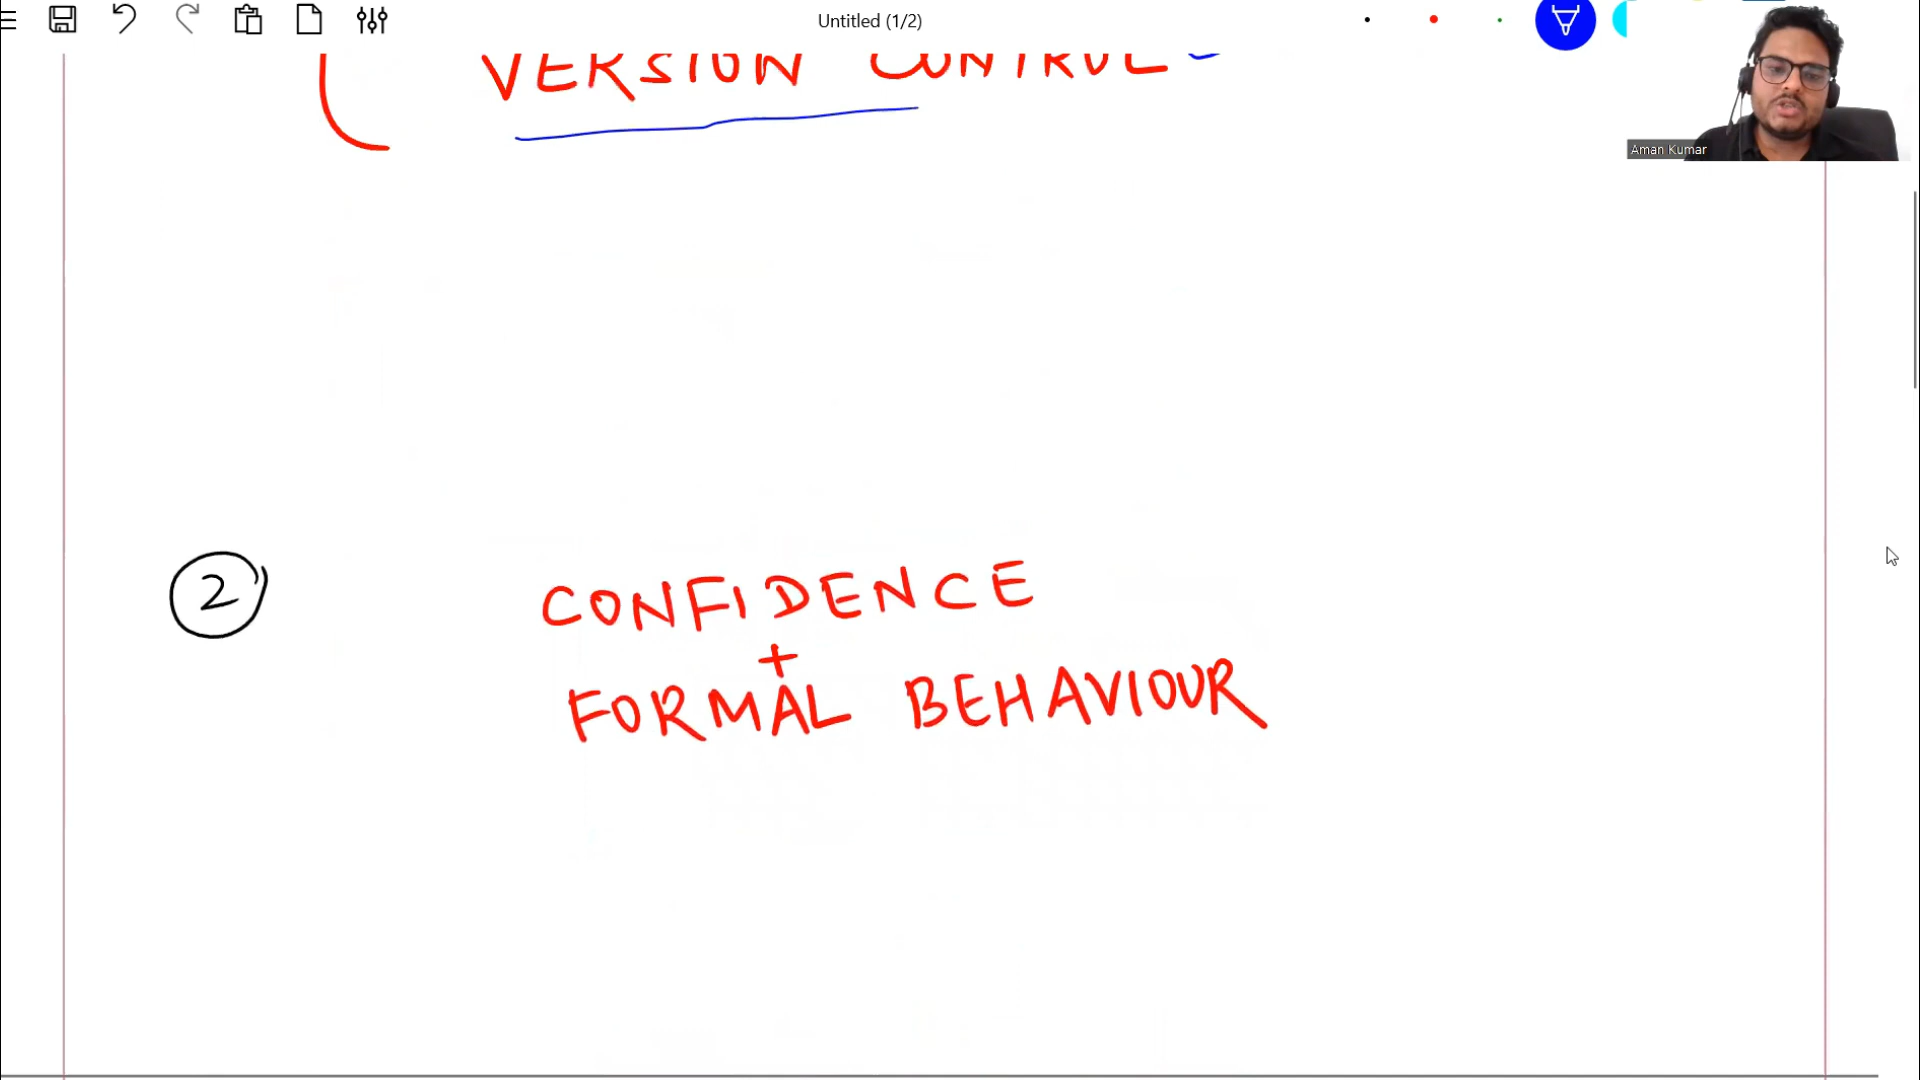 Untitled (1/2)
VERSION CONTROL
Aman Kumar
2
CONFIDENCE
+
FORMAL BEHAVIOUR